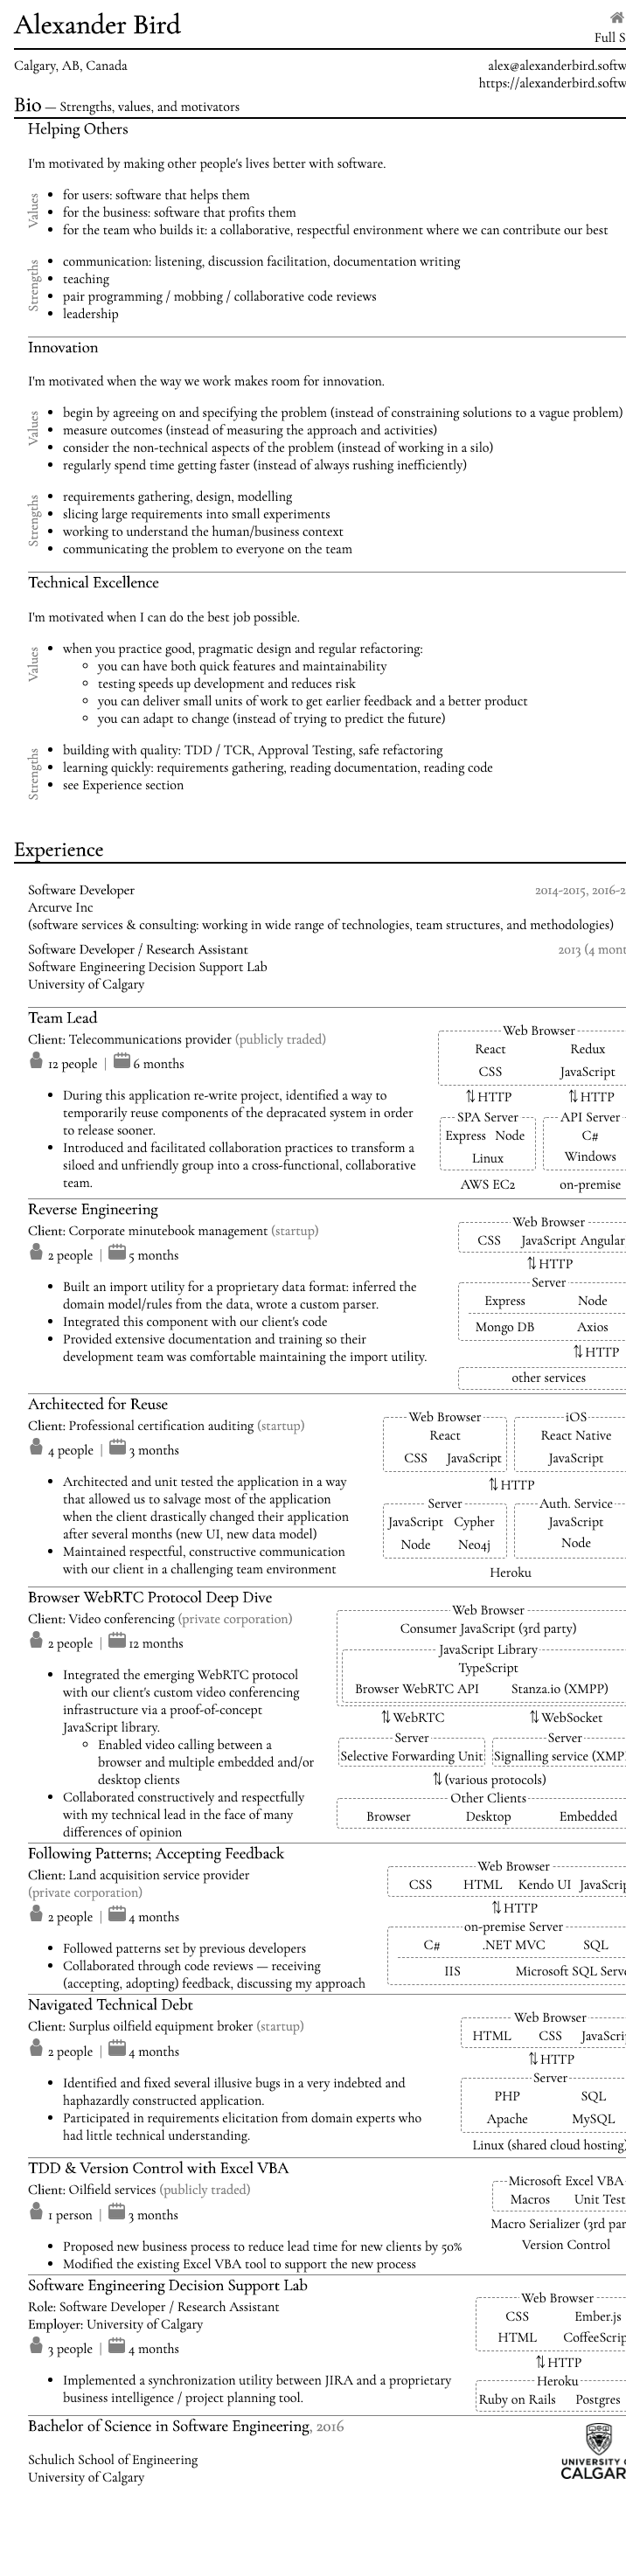 Alexander Bird
Full S
Calgary, AB, Canada
alex@alexanderbird.softw
https://alexanderbird.softw
Bio — Strengths, values, and motivators
Helping Others
I'm motivated by making other people's lives better with software.
Values
• for users: software that helps them
• for the business: software that profits them
• for the team who builds it: a collaborative, respectful environment where we can contribute our best
Strengths
• communication: listening, discussion facilitation, documentation writing
• teaching
• pair programming / mobbing / collaborative code reviews
• leadership
Innovation
I'm motivated when the way we work makes room for innovation.
Values
• begin by agreeing on and specifying the problem (instead of constraining solutions to a vague problem)
• measure outcomes (instead of measuring the approach and activities)
• consider the non-technical aspects of the problem (instead of working in a silo)
• regularly spend time getting faster (instead of always rushing inefficiently)
Strengths
• requirements gathering, design, modelling
• slicing large requirements into small experiments
• working to understand the human/business context
• communicating the problem to everyone on the team
Technical Excellence
I'm motivated when I can do the best job possible.
Values
• when you practice good, pragmatic design and regular refactoring:
◦ you can have both quick features and maintainability
◦ testing speeds up development and reduces risk
◦ you can deliver small units of work to get earlier feedback and a better product
◦ you can adapt to change (instead of trying to predict the future)
Strengths
• building with quality: TDD / TCR, Approval Testing, safe refactoring
• learning quickly: requirements gathering, reading documentation, reading code
• see Experience section
Experience
Software Developer 2014-2015, 2016-2
Arcurve Inc
(software services & consulting: working in wide range of technologies, team structures, and methodologies)
Software Developer / Research Assistant 2013 (4 mont
Software Engineering Decision Support Lab
University of Calgary
Team Lead
Client: Telecommunications provider (publicly traded)
12 people | 6 months
• During this application re-write project, identified a way to
temporarily reuse components of the depracated system in order
to release sooner.
• Introduced and facilitated collaboration practices to transform a
siloed and unfriendly group into a cross-functional, collaborative
team.
Web Browser
React Redux
CSS JavaScript
⇅ HTTP ⇅ HTTP
SPA Server API Server
Express Node C#
Linux Windows
AWS EC2 on-premise
Reverse Engineering
Client: Corporate minutebook management (startup)
2 people | 5 months
• Built an import utility for a proprietary data format: inferred the
domain model/rules from the data, wrote a custom parser.
• Integrated this component with our client's code
• Provided extensive documentation and training so their
development team was comfortable maintaining the import utility.
Web Browser
CSS JavaScript Angular
⇅ HTTP
Server
Express Node
Mongo DB Axios
⇅ HTTP
other services
Architected for Reuse
Client: Professional certification auditing (startup)
4 people | 3 months
• Architected and unit tested the application in a way
that allowed us to salvage most of the application
when the client drastically changed their application
after several months (new UI, new data model)
• Maintained respectful, constructive communication
with our client in a challenging team environment
Web Browser iOS
React React Native
CSS JavaScript JavaScript
⇅ HTTP
Server Auth. Service
JavaScript Cypher JavaScript
Node Neo4j Node
Heroku
Browser WebRTC Protocol Deep Dive
Client: Video conferencing (private corporation)
2 people | 12 months
• Integrated the emerging WebRTC protocol
with our client's custom video conferencing
infrastructure via a proof-of-concept
JavaScript library.
◦ Enabled video calling between a
browser and multiple embedded and/or
desktop clients
• Collaborated constructively and respectfully
with my technical lead in the face of many
differences of opinion
Web Browser
Consumer JavaScript (3rd party)
JavaScript Library
TypeScript
Browser WebRTC API Stanza.io (XMPP)
⇅ WebRTC ⇅ WebSocket
Server Server
Selective Forwarding Unit Signalling service (XMP
⇅ (various protocols)
Other Clients
Browser Desktop Embedded
Following Patterns; Accepting Feedback
Client: Land acquisition service provider
(private corporation)
2 people | 4 months
• Followed patterns set by previous developers
• Collaborated through code reviews — receiving
(accepting, adopting) feedback, discussing my approach
Web Browser
CSS HTML Kendo UI JavaScrip
⇅ HTTP
on-premise Server
C# .NET MVC SQL
IIS Microsoft SQL Serve
Navigated Technical Debt
Client: Surplus oilfield equipment broker (startup)
2 people | 4 months
• Identified and fixed several illusive bugs in a very indebted and
haphazardly constructed application.
• Participated in requirements elicitation from domain experts who
had little technical understanding.
Web Browser
HTML CSS JavaScrip
⇅ HTTP
Server
PHP SQL
Apache MySQL
Linux (shared cloud hosting)
TDD & Version Control with Excel VBA
Client: Oilfield services (publicly traded)
1 person | 3 months
• Proposed new business process to reduce lead time for new clients by 50%
• Modified the existing Excel VBA tool to support the new process
Microsoft Excel VBA
Macros Unit Test
Macro Serializer (3rd par
Version Control
Software Engineering Decision Support Lab
Role: Software Developer / Research Assistant
Employer: University of Calgary
3 people | 4 months
• Implemented a synchronization utility between JIRA and a proprietary
business intelligence / project planning tool.
Web Browser
CSS Ember.js
HTML CoffeeScrip
⇅ HTTP
Heroku
Ruby on Rails Postgres
Bachelor of Science in Software Engineering, 2016
Schulich School of Engineering
University of Calgary
UNIVERSITY O
CALGAR